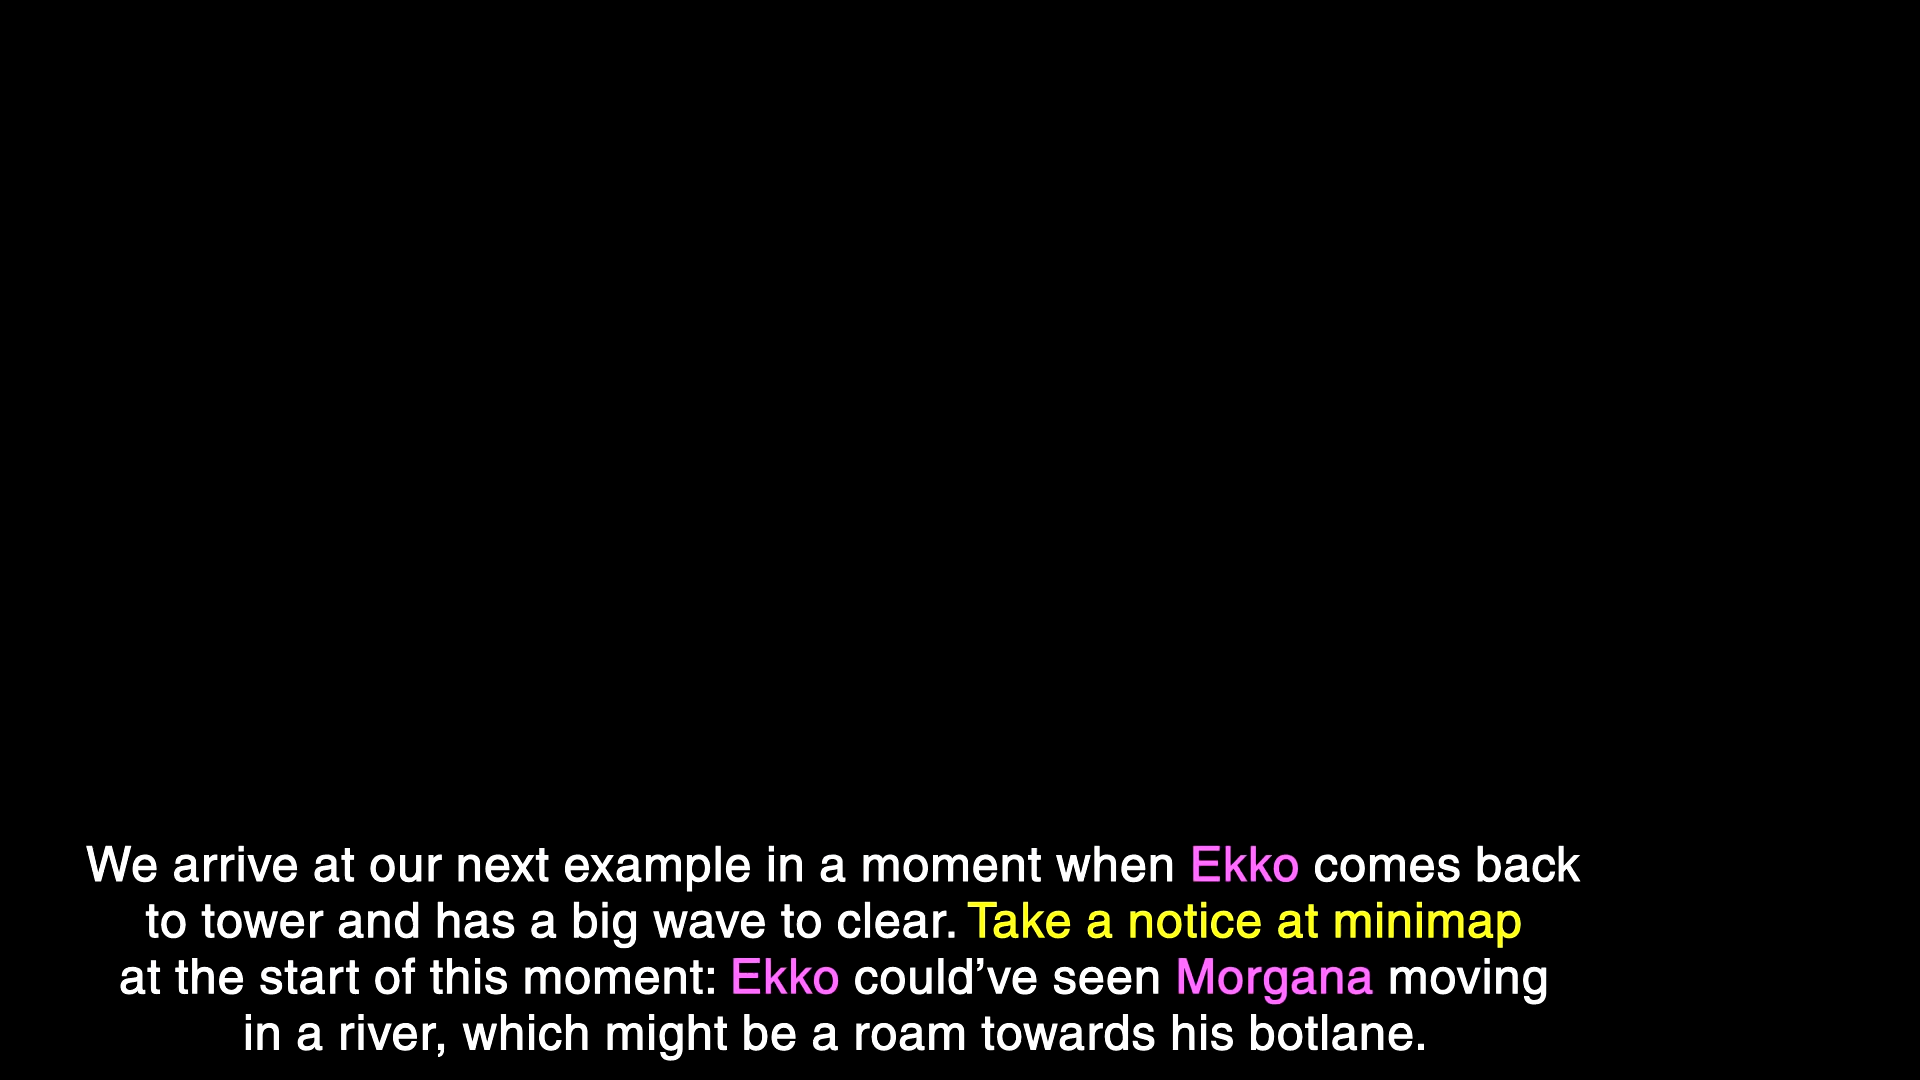 We arrive at our next example in a moment when Ekko comes back
to tower and has a big wave to clear. Take a notice at minimap
at the start of this moment: Ekko could’ve seen Morgana moving
in a river, which might be a roam towards his botlane.